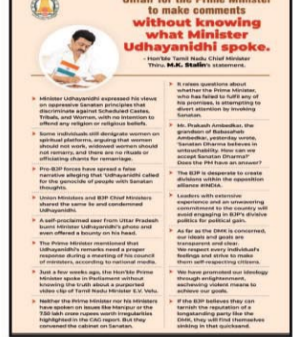 Unfair for the Prime Minister
to make comments
without knowing
what Minister
Udhayanidhi spoke.
- Hon'ble Tamil Nadu Chief Minister
Thiru. M.K. Stalin's statement.
Minister Udhayanidhi expressed his views
on oppressive Sanatan principles that
discriminate against Scheduled Castes,
Tribals, and Women, with no intention to
offend any religion or religious beliefs.
Some individuals still denigrate women on
spiritual platforms, arguing that women
should not work, widowed women should
not remarry, and there are no rituals or
officiating chants for remarriage.
Pro-BJP forces have spread a false
narrative alleging that 'Udhayanidhi called
for the genocide of people with Sanatan
thoughts.
Union Ministers and BJP Chief Ministers
shared the same lie and condemned
Udhayanidhi.
A self-proclaimed seer from Uttar Pradesh
burnt Minister Udhayanidhi's photo and
even offered a bounty on his head.
The Prime Minister mentioned that
Udhayanidhi's remarks need a proper
response during a meeting of his council
of ministers, according to national media.
Just a few weeks ago, the Hon'ble Prime
Minister spoke in Parliament without
knowing the truth about a purported
video clip of Tamil Nadu Minister E.V. Velu.
Neither the Prime Minister nor his Ministers
have spoken on issues like Manipur or the
7.50 lakh crore rupees worth irregularities
highlighted in the CAG report. But they
convened the cabinet on Sanatan.
It raises questions about
whether the Prime Minister,
who has failed to fulfil any of
his promises, is attempting to
divert attention by invoking
Sanatan.
Mr. Prakash Ambedkar, the
grandson of Babasaheb
Ambedkar, yesterday wrote,
'Sanatan Dharma believes in
untouchability. How can we
accept Sanatan Dharma?'
Does the PM have an answer?
The BJP is desperate to create
divisions within the opposition
alliance #INDIA.
Leaders with extensive
experience and an unwavering
commitment to the country will
avoid engaging in BJP's divisive
politics for political gain.
As far as the DMK is concerned,
our ideals and goals are
transparent and clear.
We respect every individual's
feelings and strive to make
them self-respecting citizens.
We have promoted our ideology
through enlightenment,
eschewing violent means to
achieve our goals.
If the BJP believes they can
tarnish the reputation of a
longstanding party like the
DMK, they will find themselves
sinking in that quicksand.